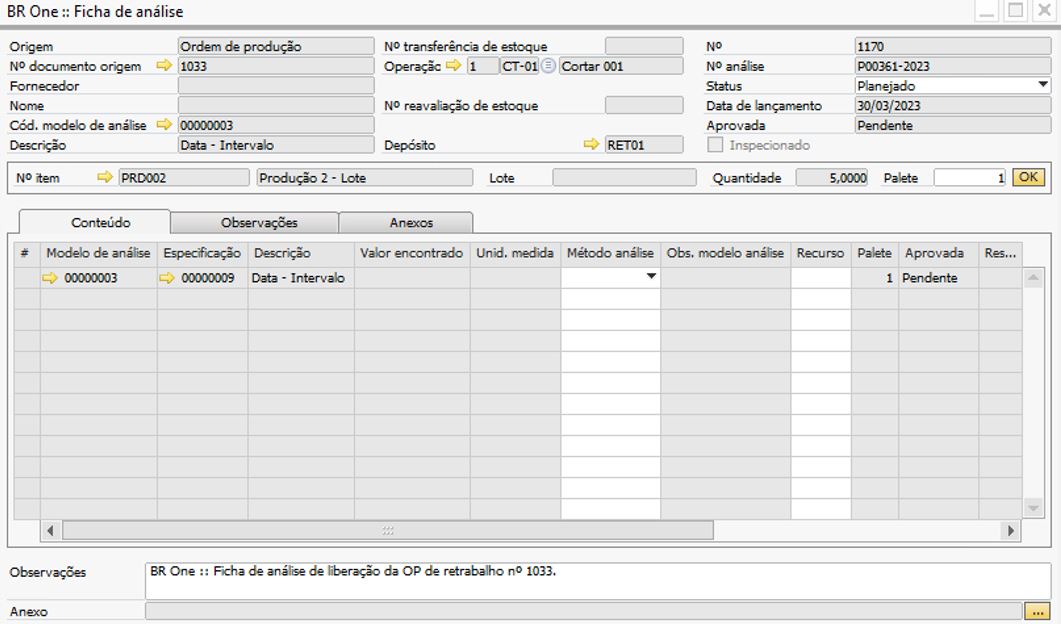 BR One :: Ficha de análise
Origem Ordem de produção Nº transferência de estoque Nº 1170
Nº documento origem 1033 Operação 1 CT-01 Cortar 001 Nº análise P00361-2023
Fornecedor Status Planejado
Nome Nº reavaliação de estoque Data de lançamento 30/03/2023
Cód. modelo de análise 00000003 Aprovada Pendente
Descrição Data - Intervalo Depósito RET01 Inspecionado
Nº item PRD002 Produção 2 - Lote Lote Quantidade 5,0000 Palete 1 OK
Conteúdo Observações Anexos
# Modelo de análise Especificação Descrição Valor encontrado Unid. medida Método análise Obs. modelo análise Recurso Palete Aprovada Res...
00000003 00000009 Data - Intervalo 1 Pendente
Observações BR One :: Ficha de análise de liberação da OP de retrabalho nº 1033.
Anexo ...